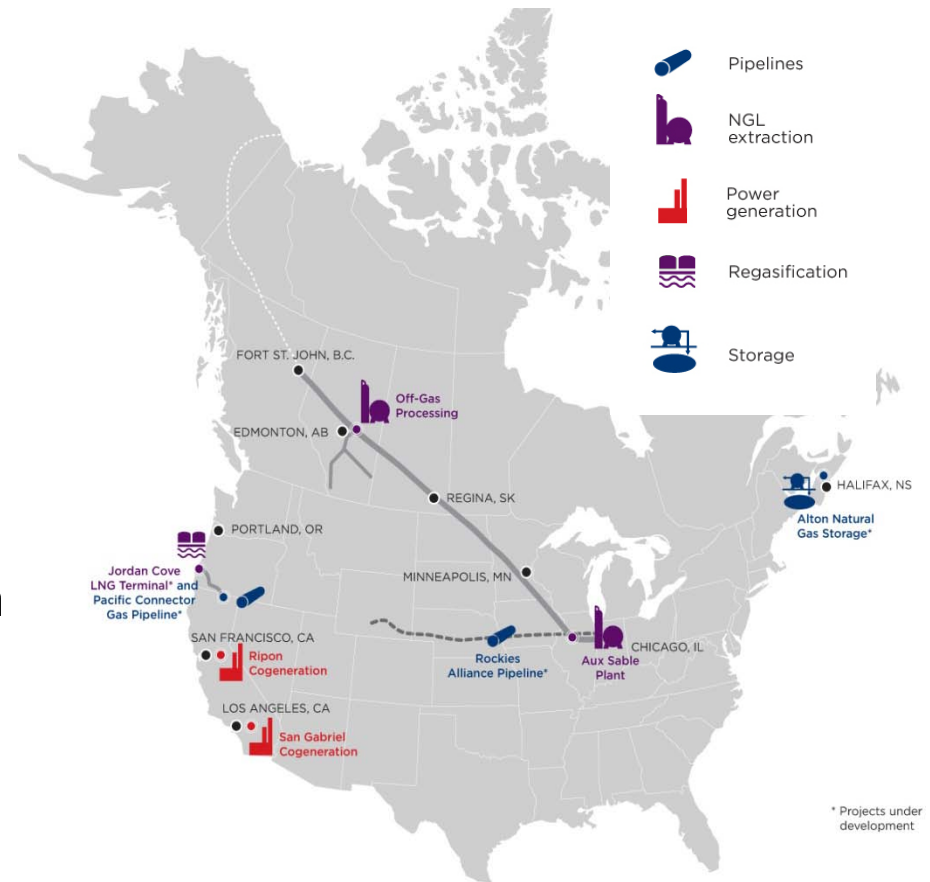 Pipelines
NGL
extraction
Power
generation
Regasification
Storage
FORT ST. JOHN, B.C.
Off-Gas
Processing
EDMONTON, AB
REGINA, SK
HALIFAX, NS
Alton Natural
Gas Storage*
PORTLAND, OR
Jordan Cove
LNG Terminal* and
Pacific Connector
Gas Pipeline*
MINNEAPOLIS, MN
SAN FRANCISCO, CA
Ripon
Cogeneration
Rockies
Alliance Pipeline*
CHICAGO, IL
Aux Sable
Plant
LOS ANGELES, CA
San Gabriel
Cogeneration
* Projects under
development